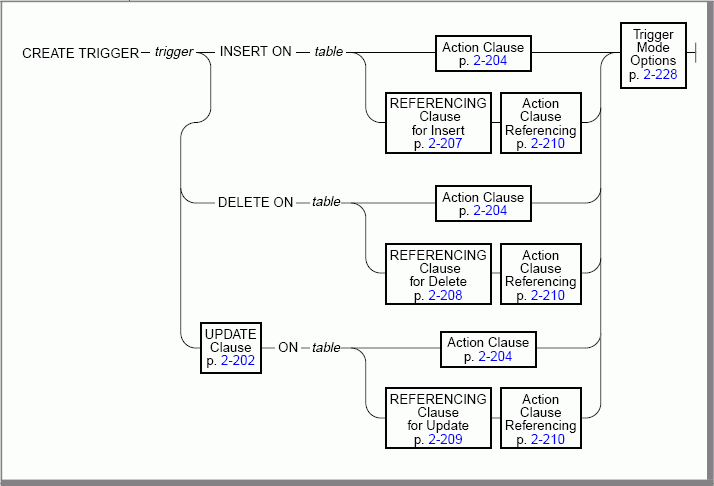 CREATE TRIGGER trigger INSERT ON table
Action Clause
p. 2-204
Trigger
Mode
Options
p. 2-228
REFERENCING
Clause
for Insert
p. 2-207
Action
Clause
Referencing
p. 2-210
DELETE ON table
Action Clause
p. 2-204
REFERENCING
Clause
for Delete
p. 2-208
Action
Clause
Referencing
p. 2-210
UPDATE
Clause
p. 2-202
ON table
Action Clause
p. 2-204
REFERENCING
Clause
for Update
p. 2-209
Action
Clause
Referencing
p. 2-210